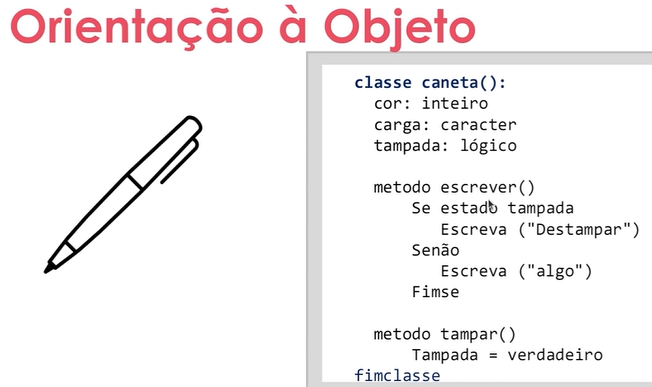 Orientação à Objeto
classe caneta():
cor: inteiro
carga: caracter
tampada: lógico
metodo escrever()
Se estado tampada
Escreva ("Destampar")
Senão
Escreva ("algo")
Fimse
metodo tampar()
Tampada = verdadeiro
fimclasse